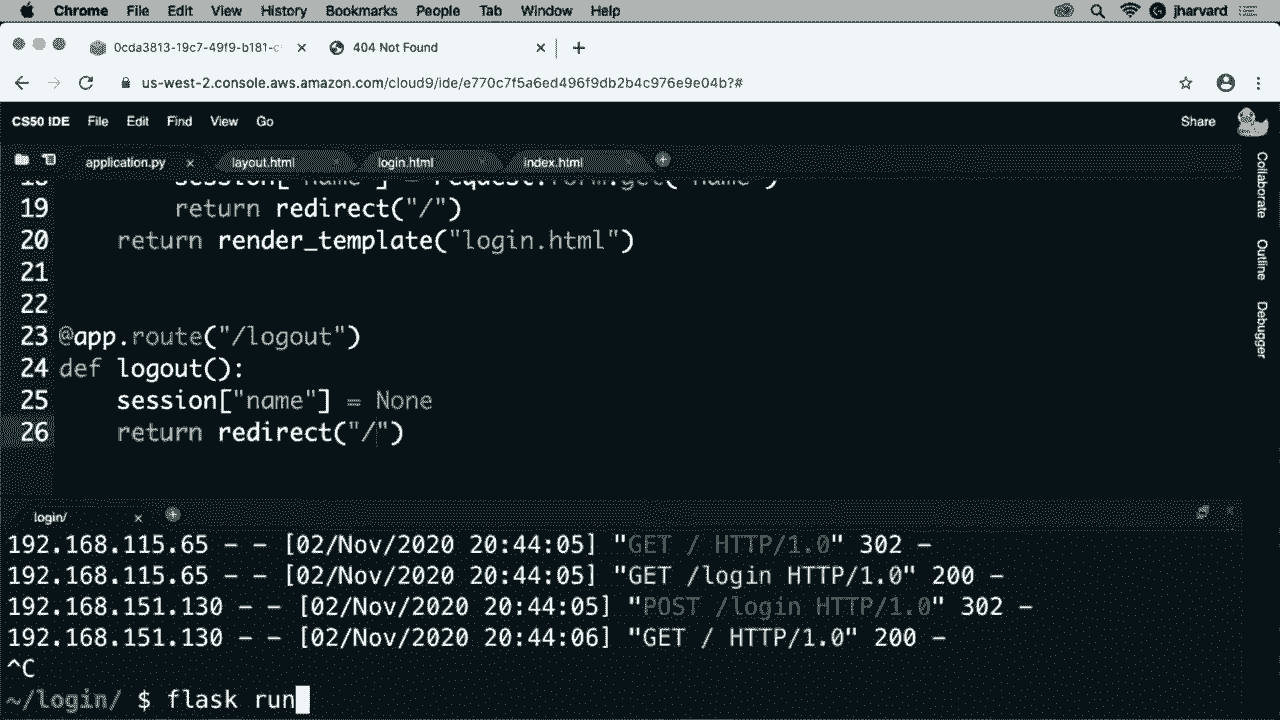 Chrome File Edit View History Bookmarks People Tab Window Help jharvard
0cda3813-19c7-49f9-b181-c 404 Not Found
us-west-2.console.aws.amazon.com/cloud9/ide/e770c7f5a6ed496f9db2b4c976e9e04b?#
CS50 IDE File Edit Find View Go Share
application.py layout.html login.html index.html
Collaborate
Outline
Debugger
18 session["name"] = request.form.get("name")
19 return redirect("/")
20 return render_template("login.html")
21
22
23 @app.route("/logout")
24 def logout():
25 session["name"] = None
26 return redirect("/")
login/
192.168.115.65 - - [02/Nov/2020 20:44:05] "GET / HTTP/1.0" 302 -
192.168.115.65 - - [02/Nov/2020 20:44:05] "GET /login HTTP/1.0" 200 -
192.168.151.130 - - [02/Nov/2020 20:44:05] "POST /login HTTP/1.0" 302 -
192.168.151.130 - - [02/Nov/2020 20:44:06] "GET / HTTP/1.0" 200 -
^C
~/login/ $ flask run